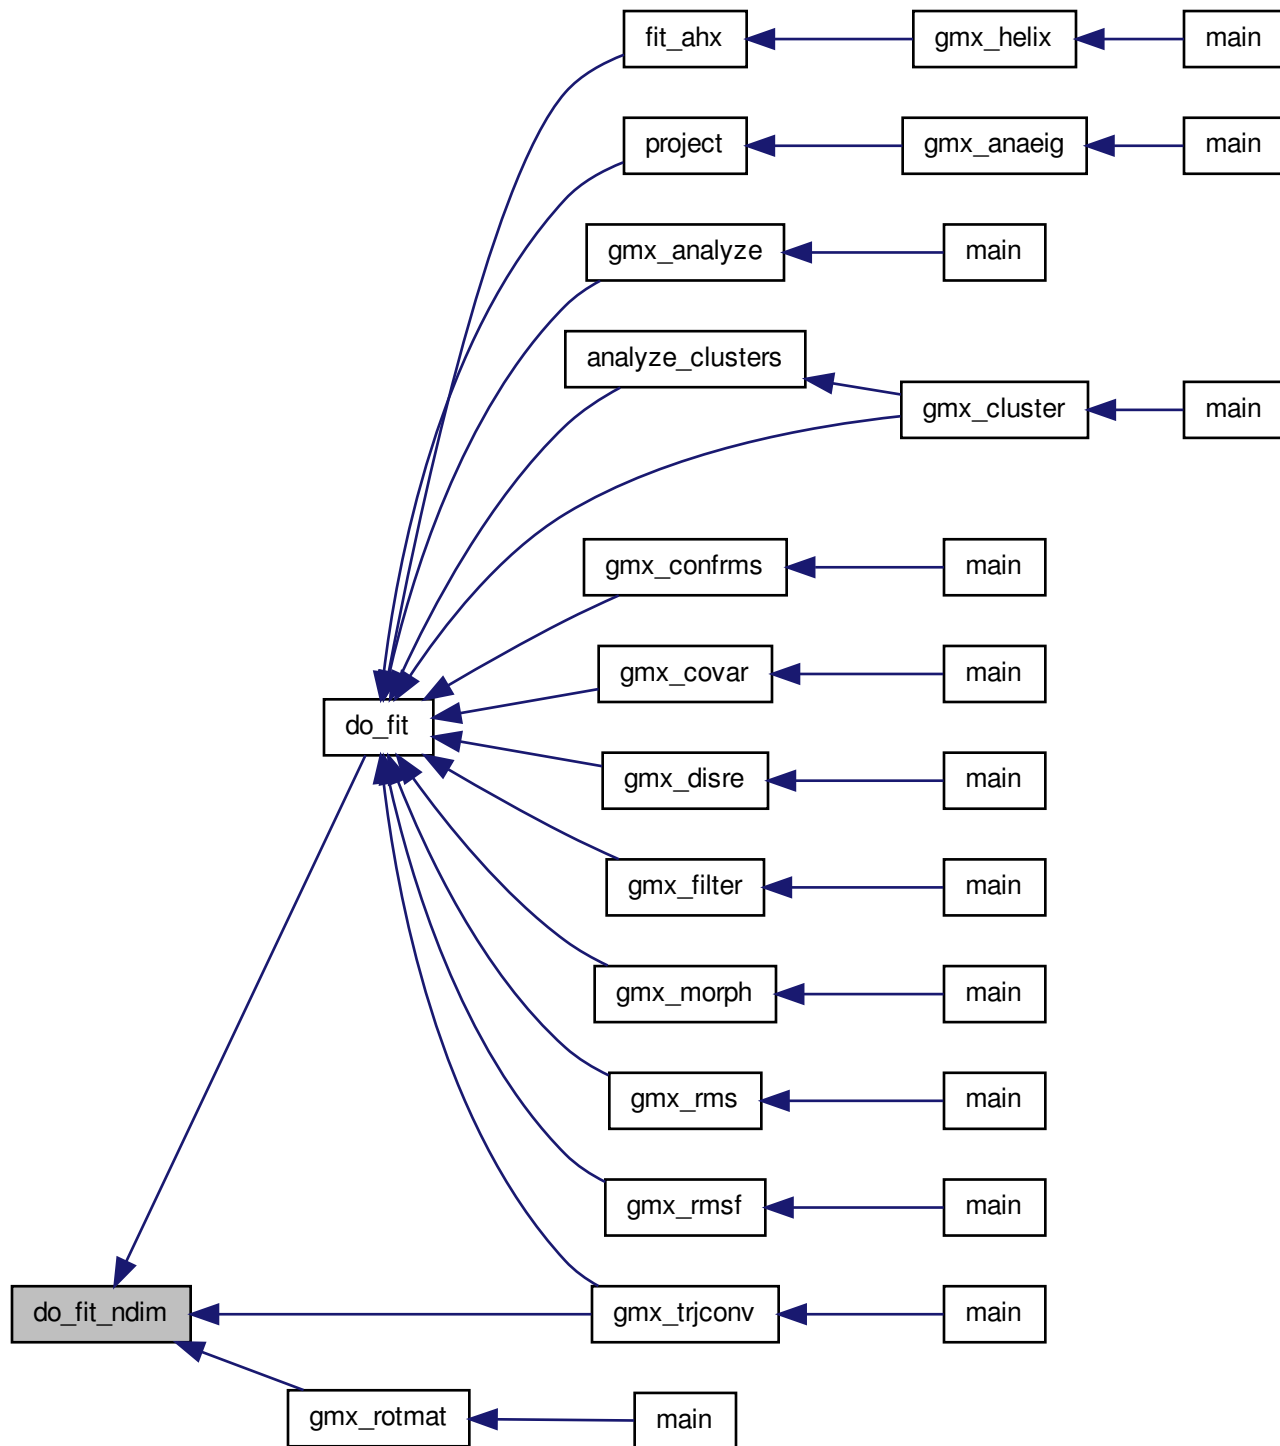 fit_ahx
gmx_helix
main
project
gmx_anaeig
main
gmx_analyze
main
analyze_clusters
gmx_cluster
main
gmx_confrms
main
gmx_covar
main
do_fit
gmx_disre
main
gmx_filter
main
gmx_morph
main
gmx_rms
main
gmx_rmsf
main
do_fit_ndim
gmx_trjconv
main
gmx_rotmat
main